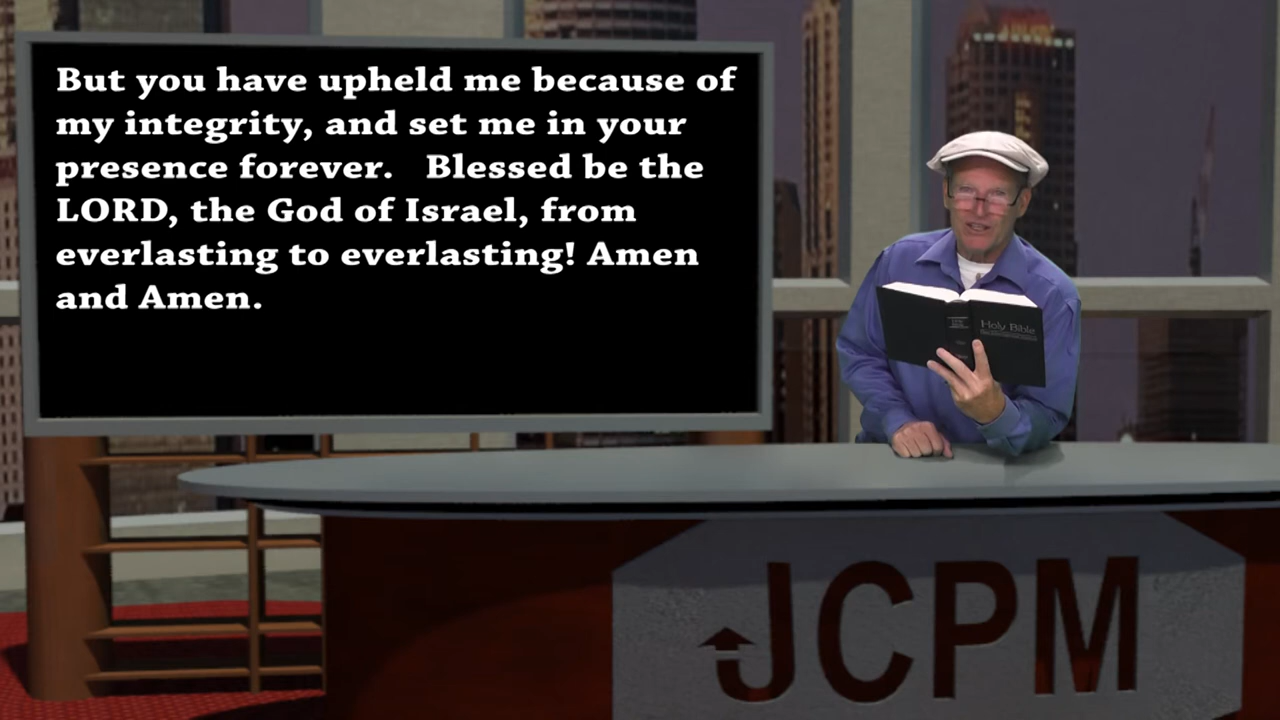 But you have upheld me because of
my integrity, and set me in your
presence forever. Blessed be the
LORD, the God of Israel, from
everlasting to everlasting! Amen
and Amen.
Holy Bible
JCPM